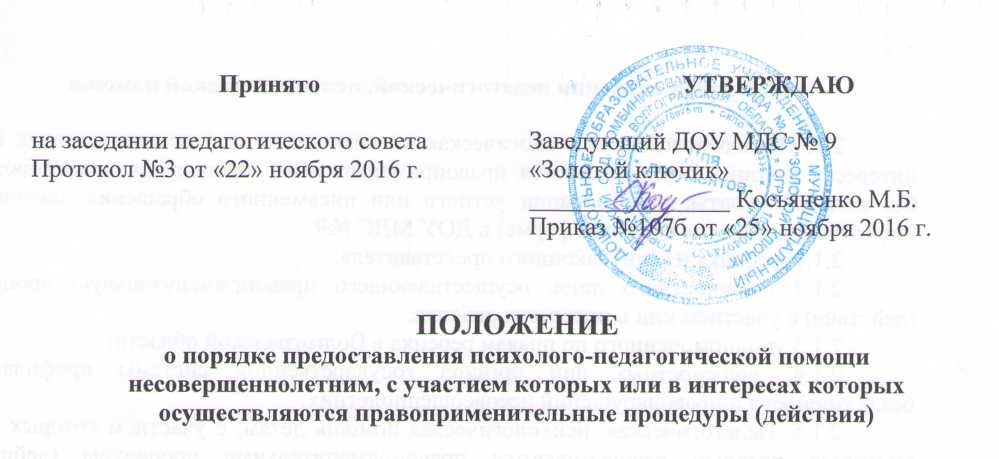 Принято
на заседании педагогического совета
Протокол №3 от «22» ноября 2016 г.
УТВЕРЖДАЮ
Заведующий ДОУ МДС № 9
«Золотой ключик»
Косьяненко М.Б.
Приказ №107б от «25» ноября 2016 г.
ПОЛОЖЕНИЕ
о порядке предоставления психолого-педагогической помощи
несовершеннолетним, с участием которых или в интересах которых
осуществляются правоприменительные процедуры (действия)